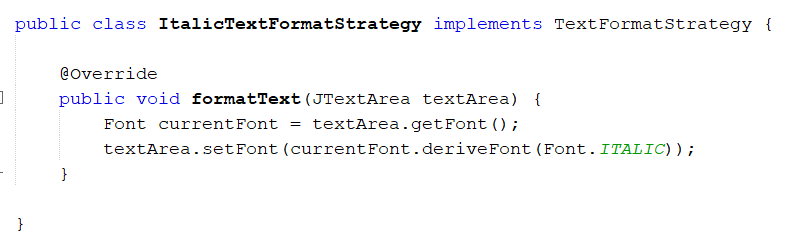 public class ItalicTextFormatStrategy implements TextFormatStrategy {
@Override
public void formatText(JTextArea textArea) {
Font currentFont = textArea.getFont();
textArea.setFont(currentFont.deriveFont(Font.ITALIC));
}
}